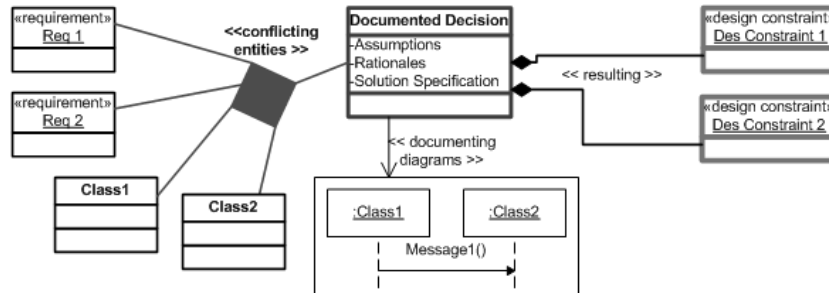 «requirement»
Req 1
<<conflicting
entities >>
Documented Decision
-Assumptions
-Rationales
-Solution Specification
«design constraint»
Des Constraint 1
<< resulting >>
«requirement»
Req 2
«design constraint»
Des Constraint 2
<< documenting
diagrams >>
Class1
Class2
:Class1
:Class2
Message1()